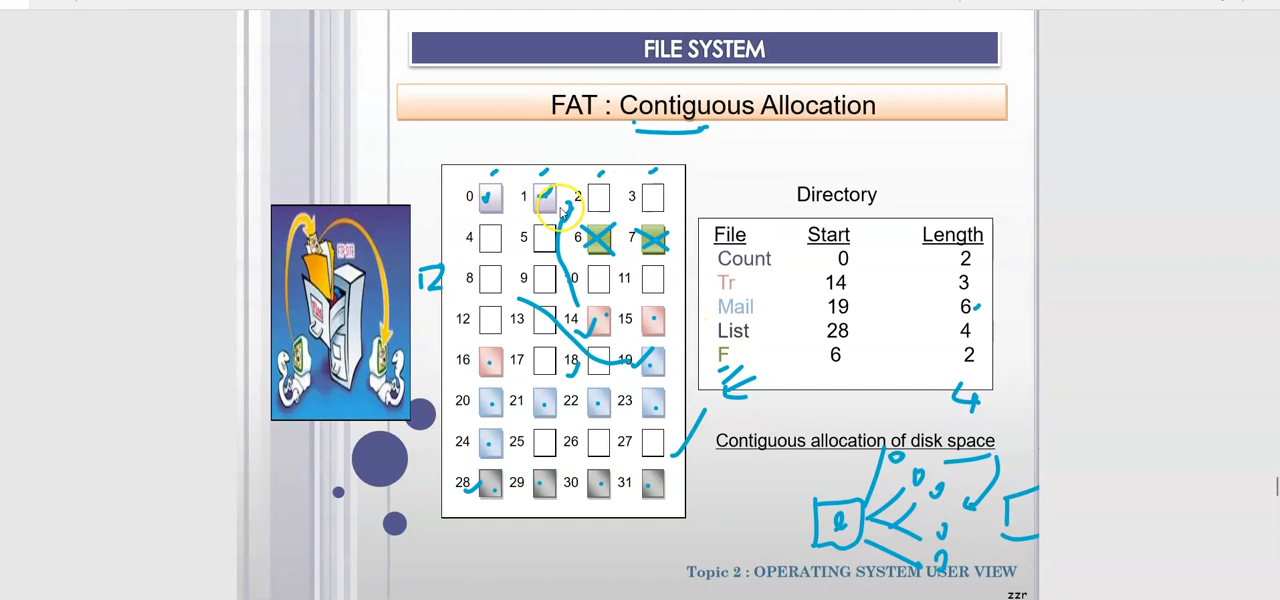 FILE SYSTEM
FAT : Contiguous Allocation
0 1 2 3
4 5 6 7
8 9 10 11
12 13 14 15
16 17 18 19
20 21 22 23
24 25 26 27
28 29 30 31
12
Directory
File Start Length
Count 0 2
Tr 14 3
Mail 19 6
List 28 4
F 6 2
4
Contiguous allocation of disk space
Topic 2 : OPERATING SYSTEM USER VIEW
zzr